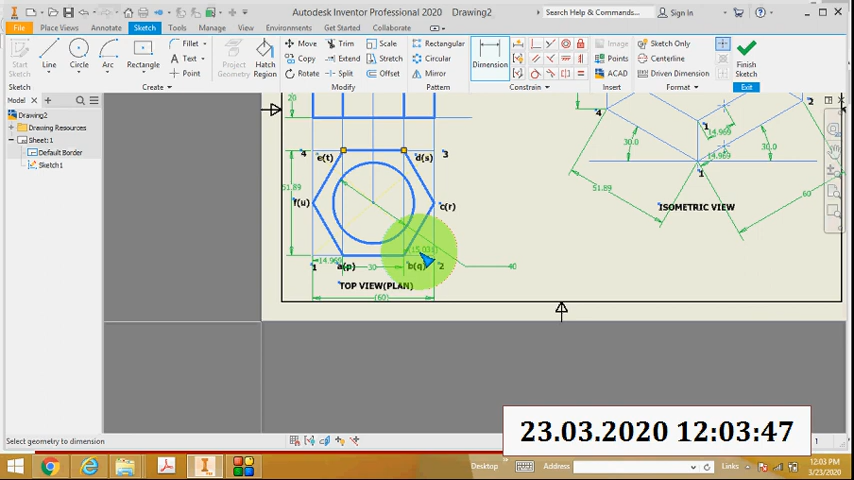 Autodesk Inventor Professional 2020 Drawing2
Search Help & Commands...
Sign In
File
Place Views
Annotate
Sketch
Tools
Manage
View
Environments
Get Started
Collaborate
Start
Sketch
Line
Circle
Arc
Rectangle
Fillet
Text
Point
Create
Project
Geometry
Hatch
Region
Move
Copy
Rotate
Trim
Extend
Split
Scale
Stretch
Offset
Modify
Rectangular
Circular
Mirror
Pattern
Dimension
Constrain
Image
Points
ACAD
Insert
Sketch Only
Centerline
Driven Dimension
Format
Finish
Sketch
Exit
Model
Drawing2
Drawing Resources
Sheet:1
Default Border
Sketch1
20
4
e(t)
d(s)
3
51.89
f(u)
c(r)
1
14.969
a(p)
30
b(q)
2
(15.031)
40
TOP VIEW(PLAN)
(60)
4
2
1
14.969
30.0
14.969
30.0
1
51.89
60
ISOMETRIC VIEW
Select geometry to dimension
1
23.03.2020 12:03:47
Desktop
Address
Links
12:03 PM
3/23/2020